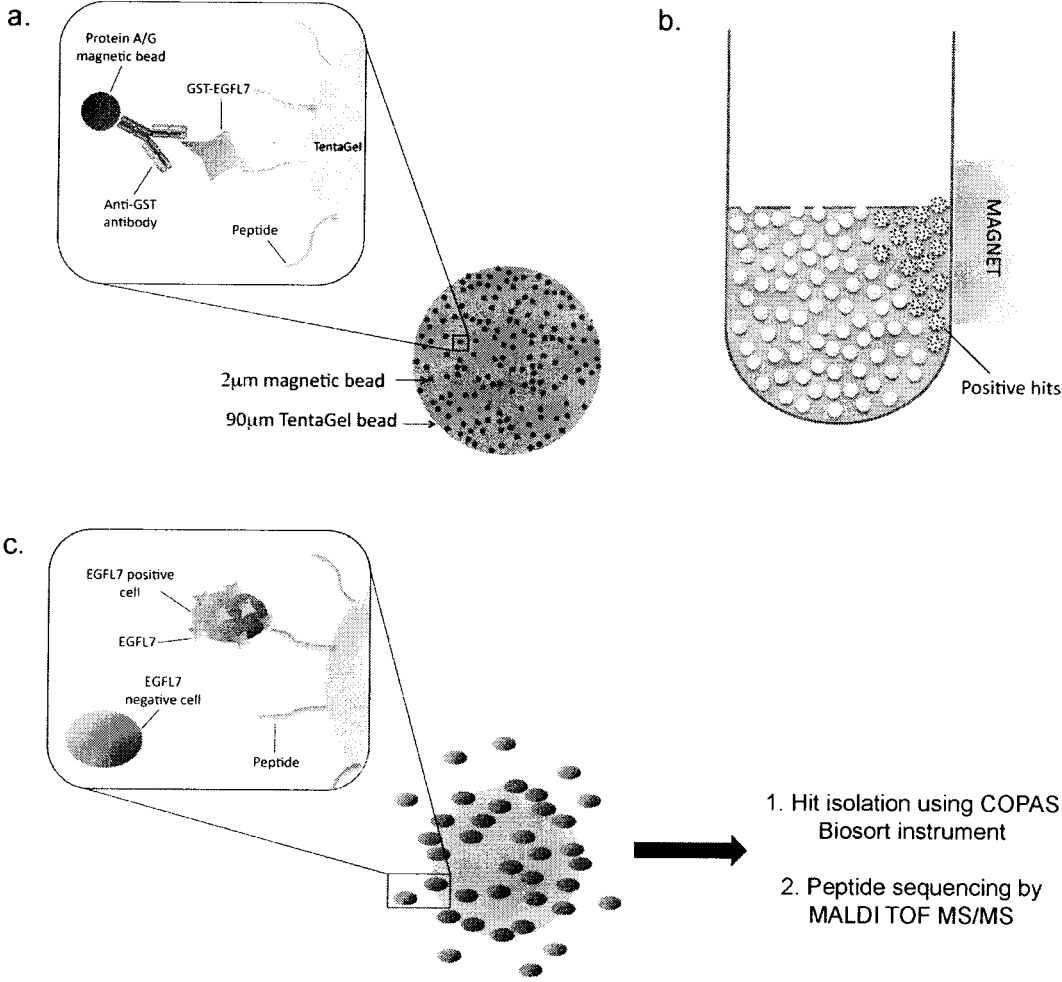 a.
Protein A/G
magnetic bead
GST-EGFL7
TentaGel
Anti-GST
antibody
Peptide
2μm magnetic bead
90μm TentaGel bead
b.
MAGNET
Positive hits
c.
EGFL7 positive
cell
EGFL7
EGFL7
negative cell
Peptide
1. Hit isolation using COPAS
Biosort instrument
2. Peptide sequencing by
MALDI TOF MS/MS